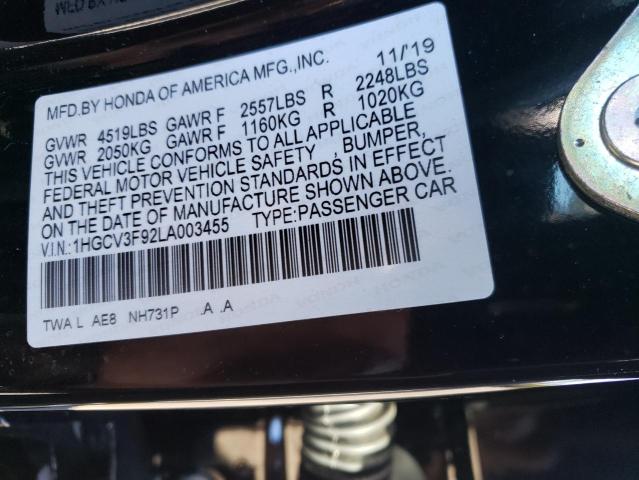 MFD.BY HONDA OF AMERICA MFG.,INC. 11/'19
GVWR 4519LBS GAWR F 2557LBS R 2248LBS
GVWR 2050KG GAWR F 1160KG R 1020KG
THIS VEHICLE CONFORMS TO ALL APPLICABLE
FEDERAL MOTOR VEHICLE SAFETY , BUMPER,
AND THEFT PREVENTION STANDARDS IN EFFECT
ON THE DATE OF MANUFACTURE SHOWN ABOVE.
V.I.N.:1HGCV3F92LA003455 TYPE:PASSENGER CAR
TWA L AE8 NH731P .A .A